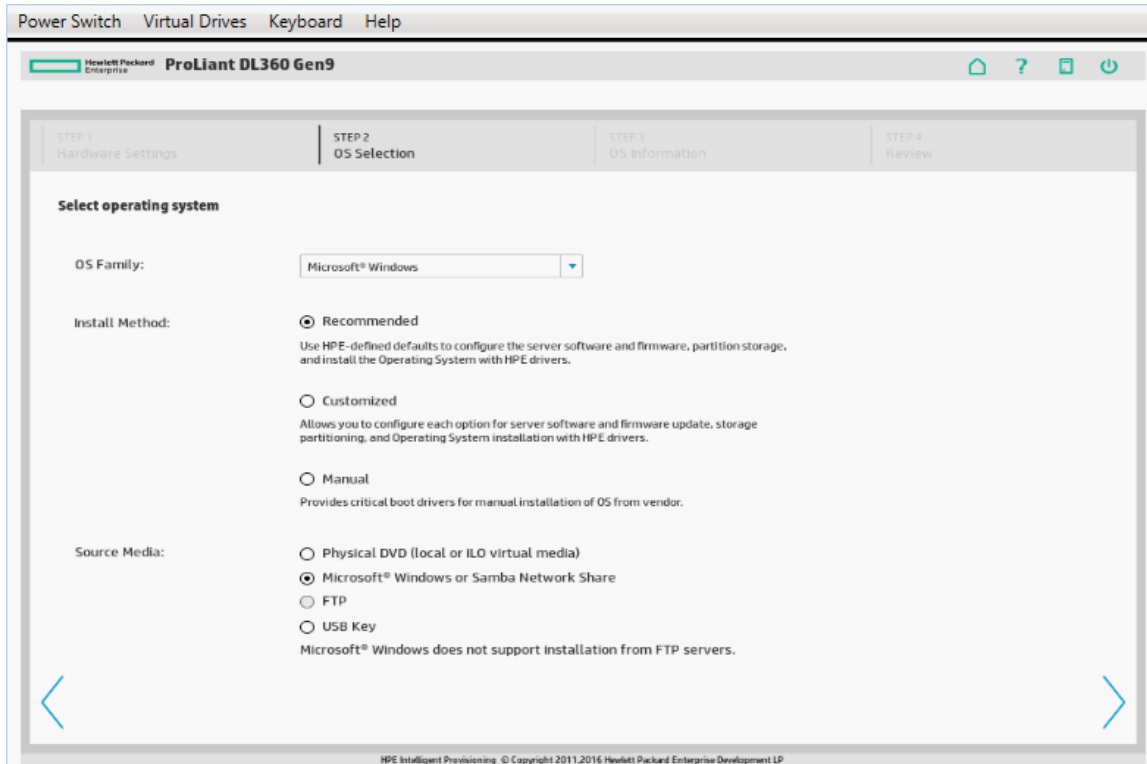 Power Switch Virtual Drives Keyboard Help
Hewlett Packard
Enterprise
ProLiant DL360 Gen9
?
STEP 1
Hardware Settings
STEP 2
OS Selection
STEP 3
OS Information
STEP 4
Review
Select operating system
OS Family:
Microsoft® Windows
Install Method:
Recommended
Use HPE-defined defaults to configure the server software and firmware, partition storage,
and install the Operating System with HPE drivers.
Customized
Allows you to configure each option for server software and firmware update, storage
partitioning, and Operating System installation with HPE drivers.
Manual
Provides critical boot drivers for manual installation of OS from vendor.
Source Media:
Physical DVD (local or iLO virtual media)
Microsoft® Windows or Samba Network Share
FTP
USB Key
Microsoft® Windows does not support installation from FTP servers.
HPE Intelligent Provisioning © Copyright 2011,2016 Hewlett Packard Enterprise Development LP